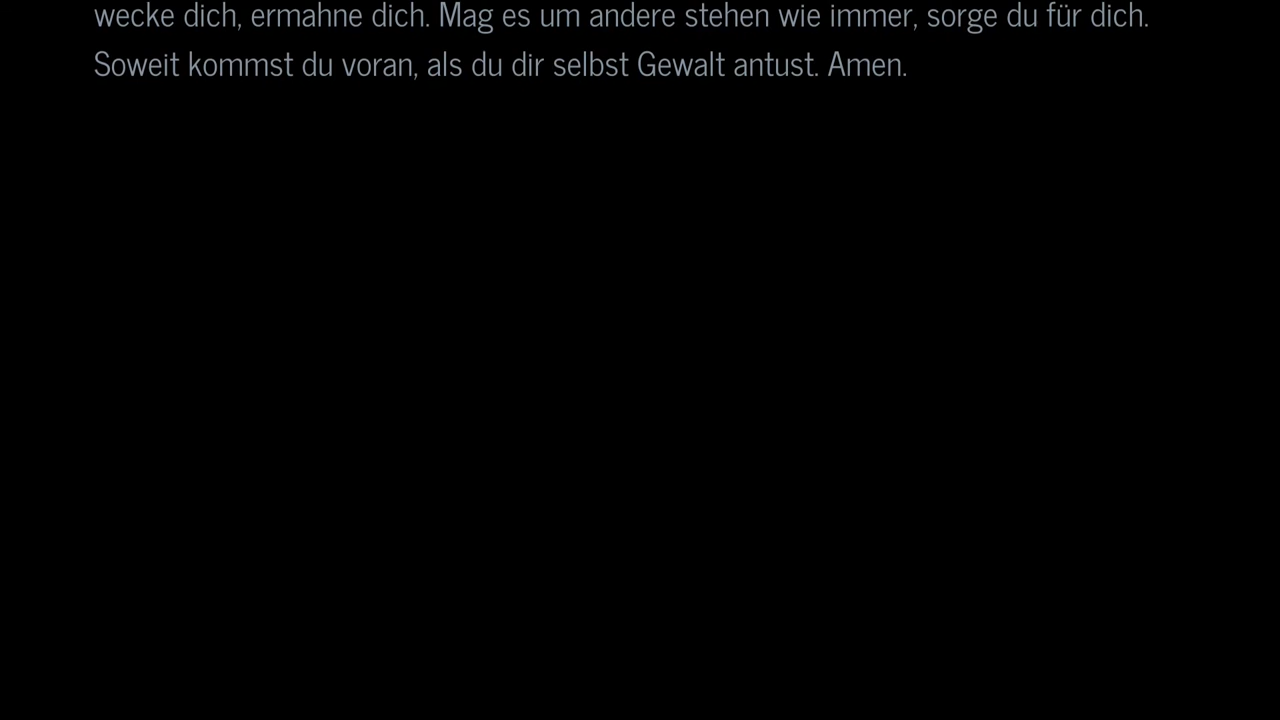 wecke dich, ermahne dich. Mag es um andere stehen wie immer, sorge du für dich.
Soweit kommst du voran, als du dir selbst Gewalt antust. Amen.